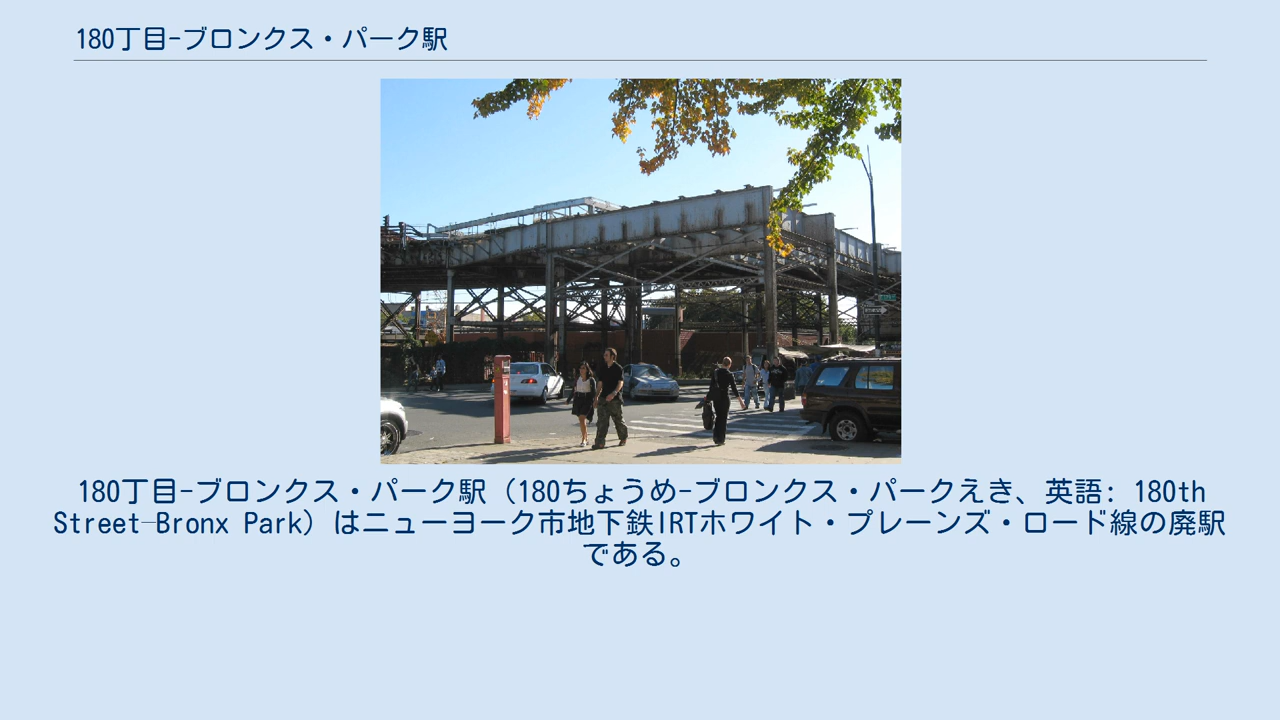 180丁目-ブロンクス・パーク駅
180丁目-ブロンクス・パーク駅（180ちょうめ-ブロンクス・パークえき、英語: 180th
Street–Bronx Park）はニューヨーク市地下鉄IRTホワイト・プレーンズ・ロード線の廃駅
である。